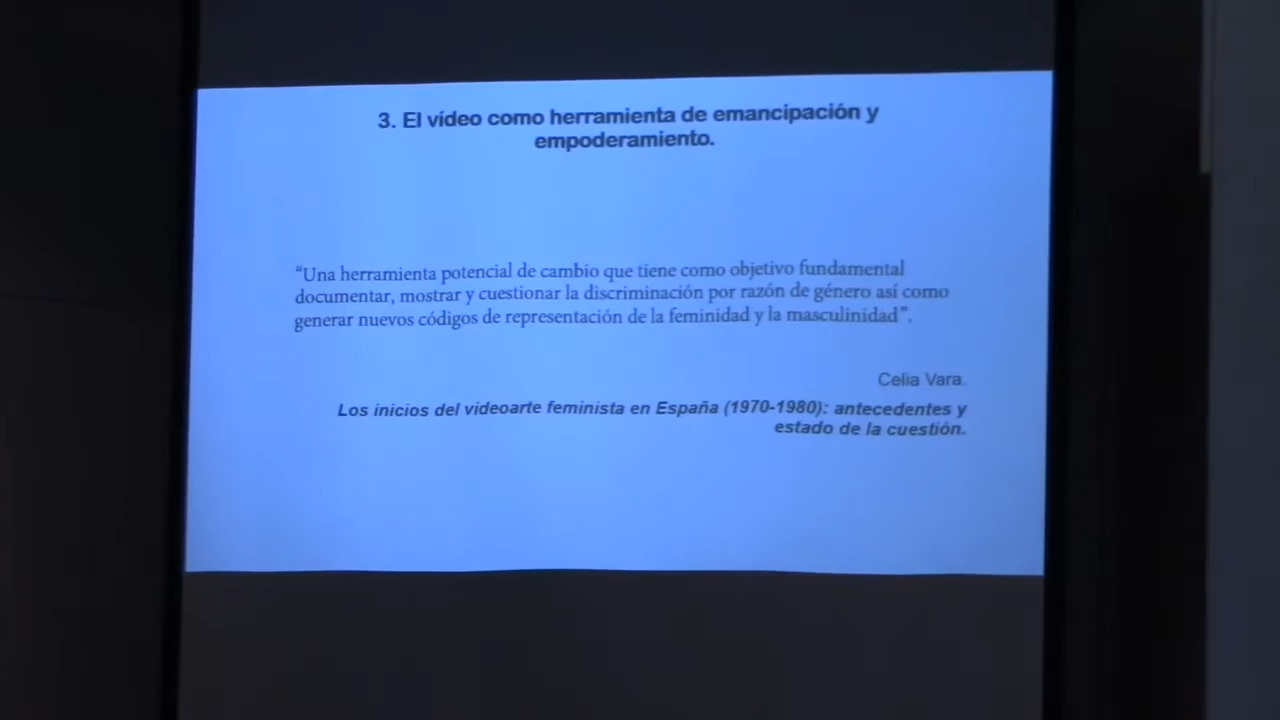 3. El vídeo como herramienta de emancipación y
empoderamiento.
“Una herramienta potencial de cambio que tiene como objetivo fundamental
documentar, mostrar y cuestionar la discriminación por razón de género así como
generar nuevos códigos de representación de la feminidad y la masculinidad”.
Celia Vara.
Los inicios del videoarte feminista en España (1970-1980): antecedentes y
estado de la cuestión.